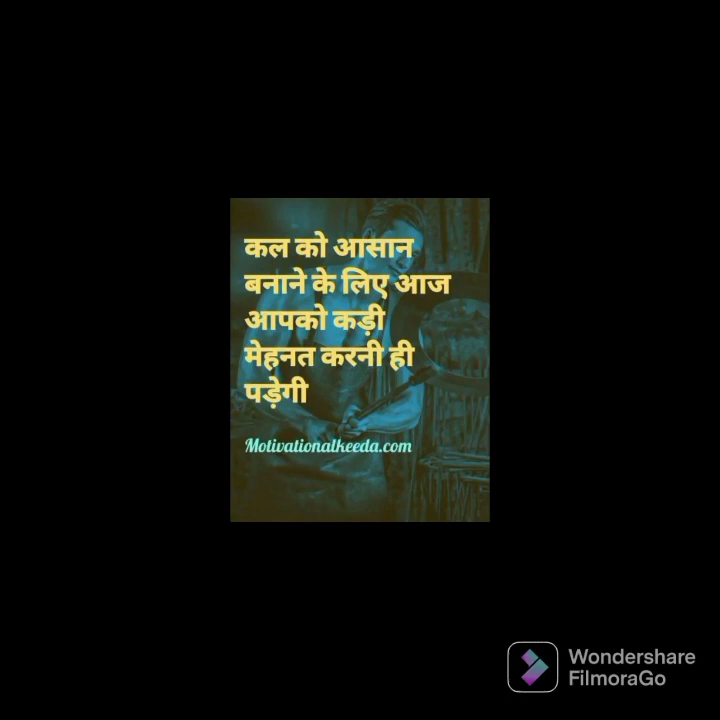 कल को आसान
बनाने के लिए आज
आपको कड़ी
मेहनत करनी ही
पड़ेगी
Motivationalkeeda.com
Wondershare
FilmoraGo